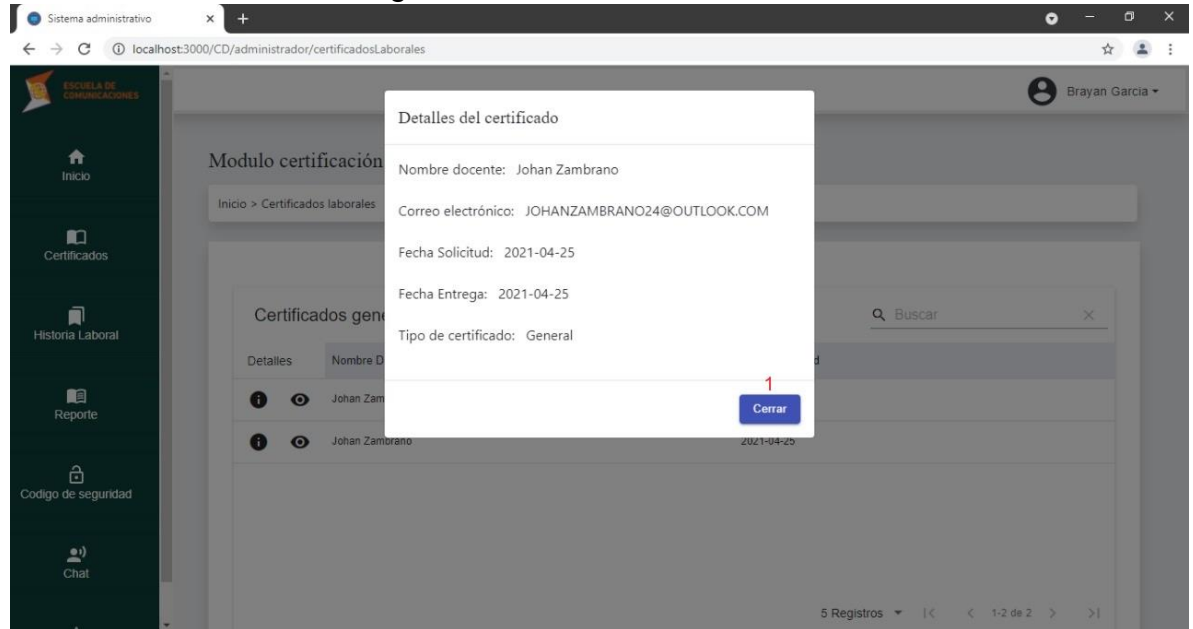 Sistema administrativo
localhost:3000/CD/administrador/certificadosLaborales
ESCUELA DE
COMUNICACIONES
Brayan Garcia
Inicio
Certificados
Historia Laboral
Reporte
Codigo de seguridad
Chat
Modulo certificación
Inicio > Certificados laborales
Detalles del certificado
Nombre docente: Johan Zambrano
Correo electrónico: JOHANZAMBRANO24@OUTLOOK.COM
Fecha Solicitud: 2021-04-25
Fecha Entrega: 2021-04-25
Tipo de certificado: General
1
Cerrar
Certificados gene
Buscar
Detalles Nombre D d
Johan Zam
Johan Zambrano 2021-04-25
5 Registros 1-2 de 2